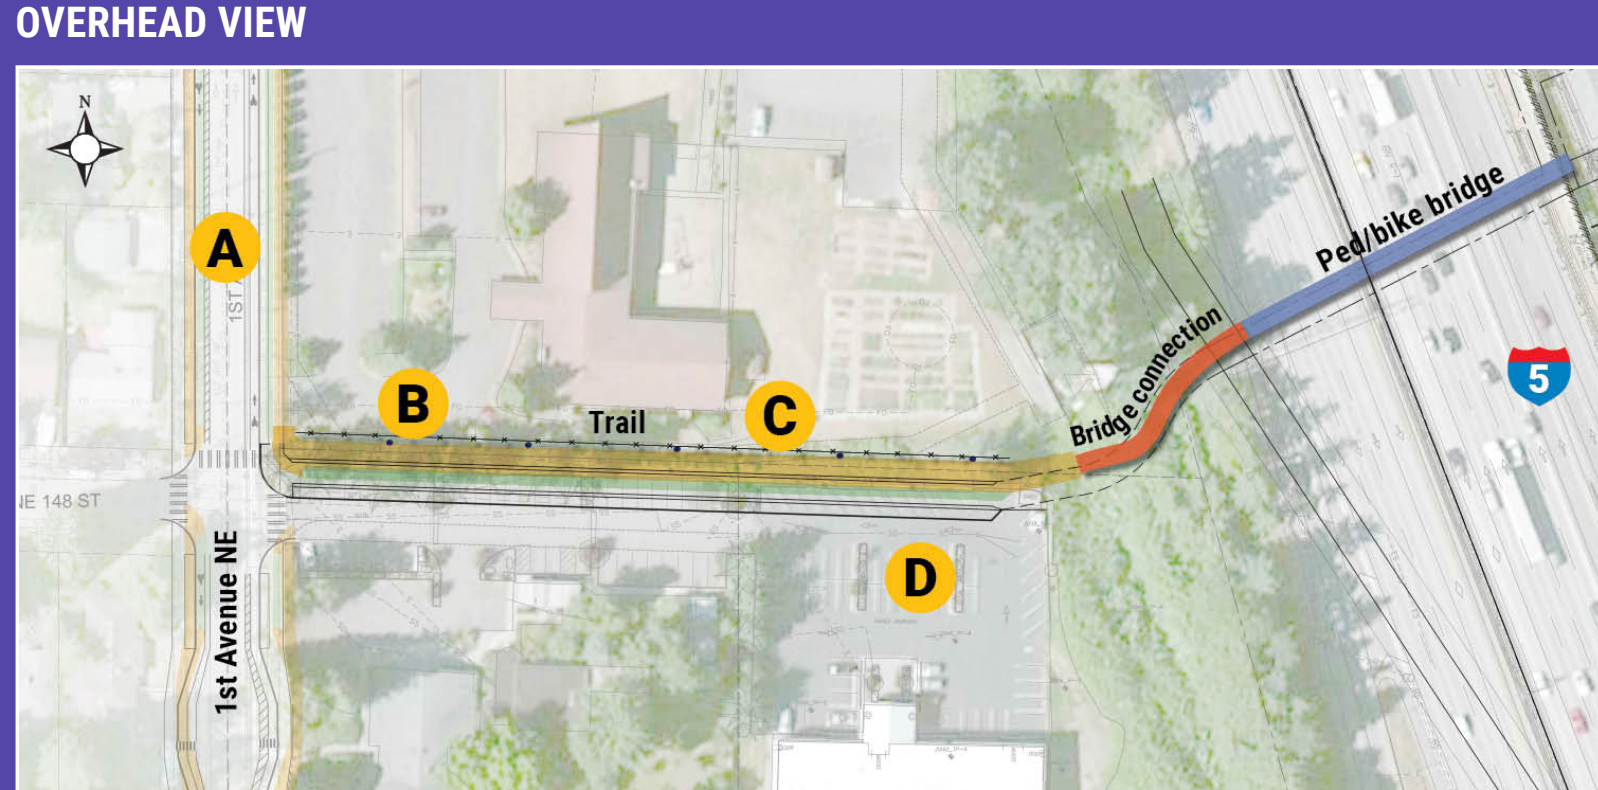 OVERHEAD VIEW
N
A
1ST
B
Trail
C
Bridge connection
Ped/bike bridge
5
NE 148 ST
1st Avenue NE
D